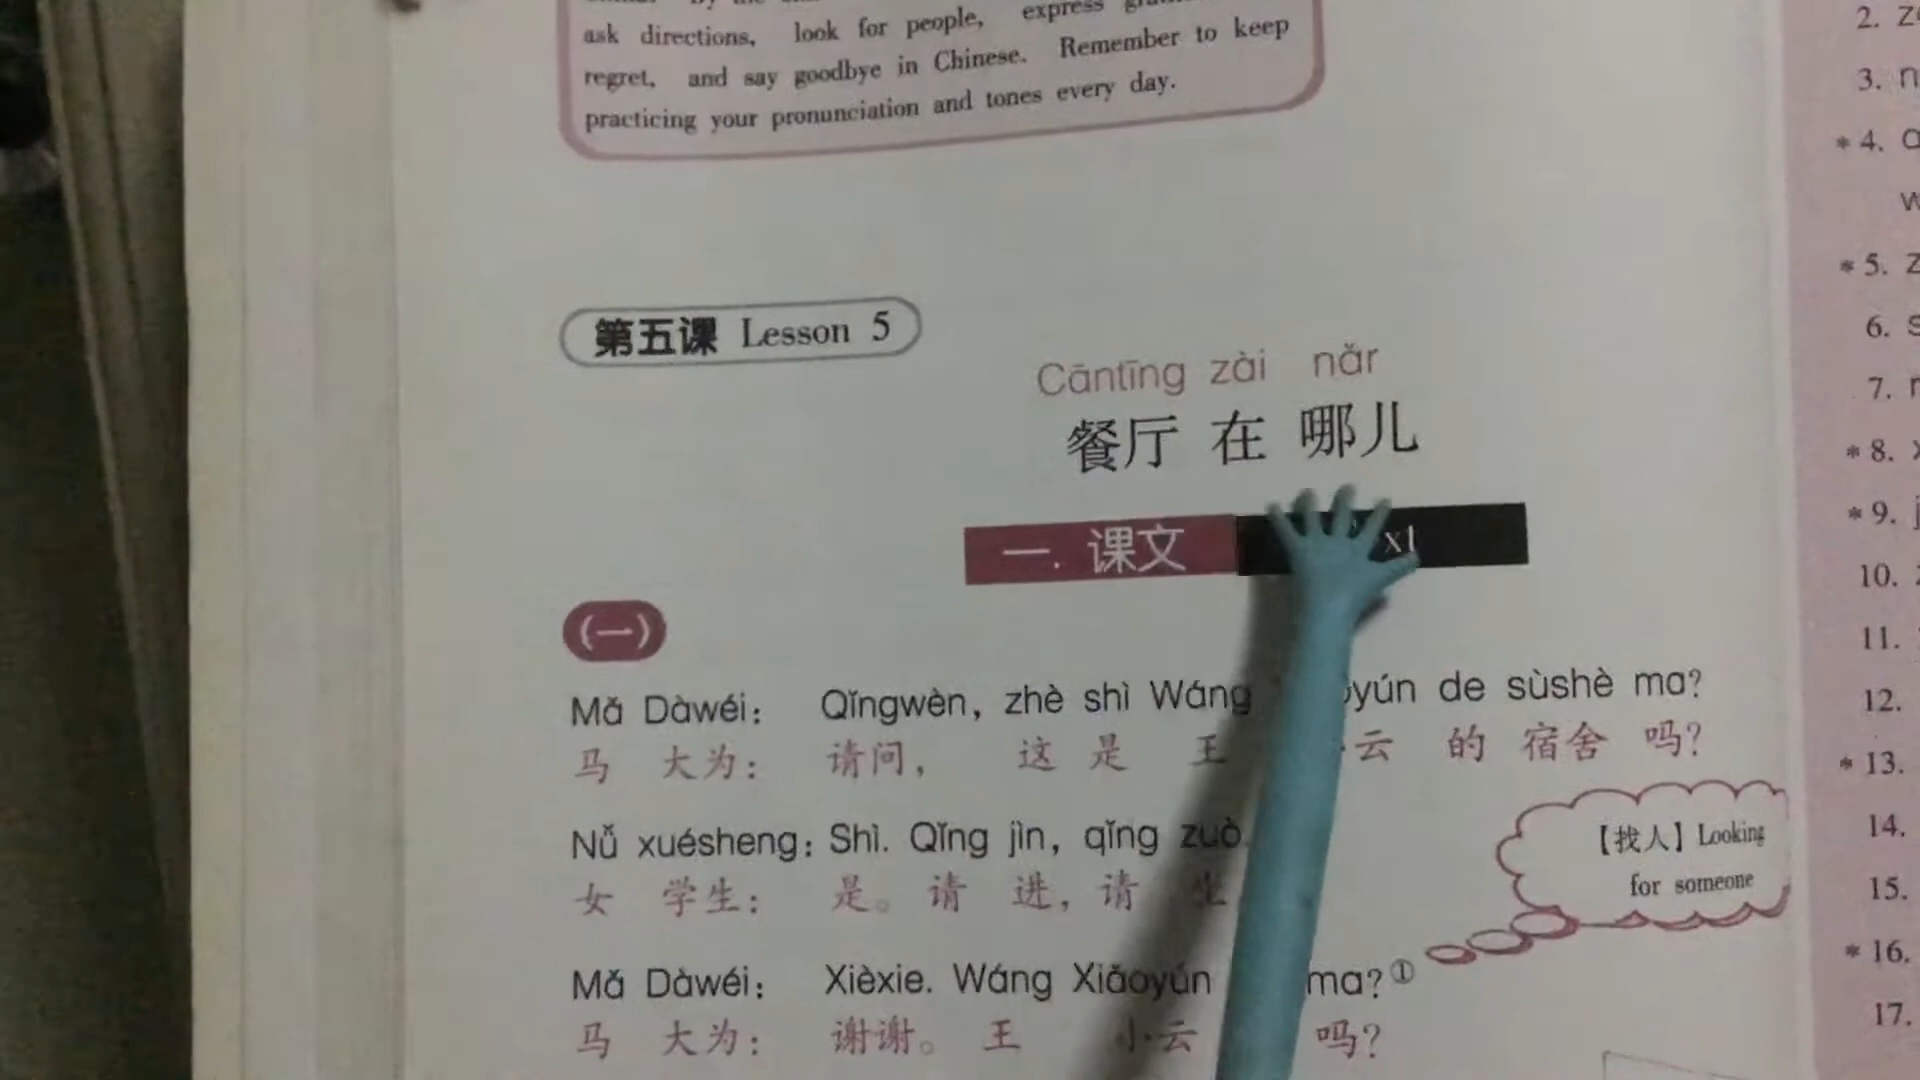 ask directions, look for people, express
regret, and say goodbye in Chinese. Remember to keep
practicing your pronunciation and tones every day.
第五课 Lesson 5
Cāntīng zài nǎr
餐厅 在 哪儿
一. 课文
(一)
Mǎ Dàwéi: Qǐngwèn, zhè shì Wáng de sùshè ma?
马 大为: 请问, 这 是 王 云 的 宿舍 吗?
Nǚ xuésheng: Shì. Qǐng jìn, qǐng zuò.
女 学生: 是。请 进, 请 坐
【找人】Looking
for someone
Mǎ Dàwéi: Xièxie. Wáng Xiǎoyún ma?①
马 大为: 谢谢。 王 小云 吗?
2.
3.
* 4.
* 5.
6.
7.
* 8.
* 9.
10.
11.
12.
* 13.
14.
15.
* 16.
17.